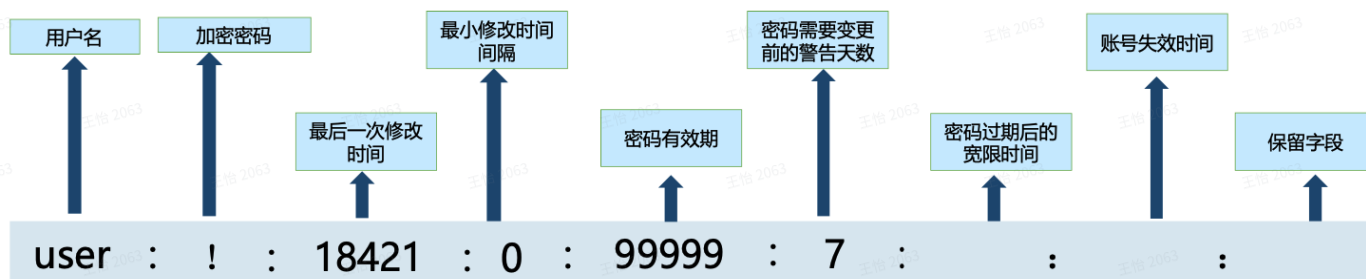 用户名
加密密码
最小修改时间
间隔
密码需要变更
前的警告天数
账号失效时间
最后一次修改
时间
密码有效期
密码过期后的
宽限时间
保留字段
user : ! : 18421 : 0 : 99999 : 7 : : :
王怡 2063